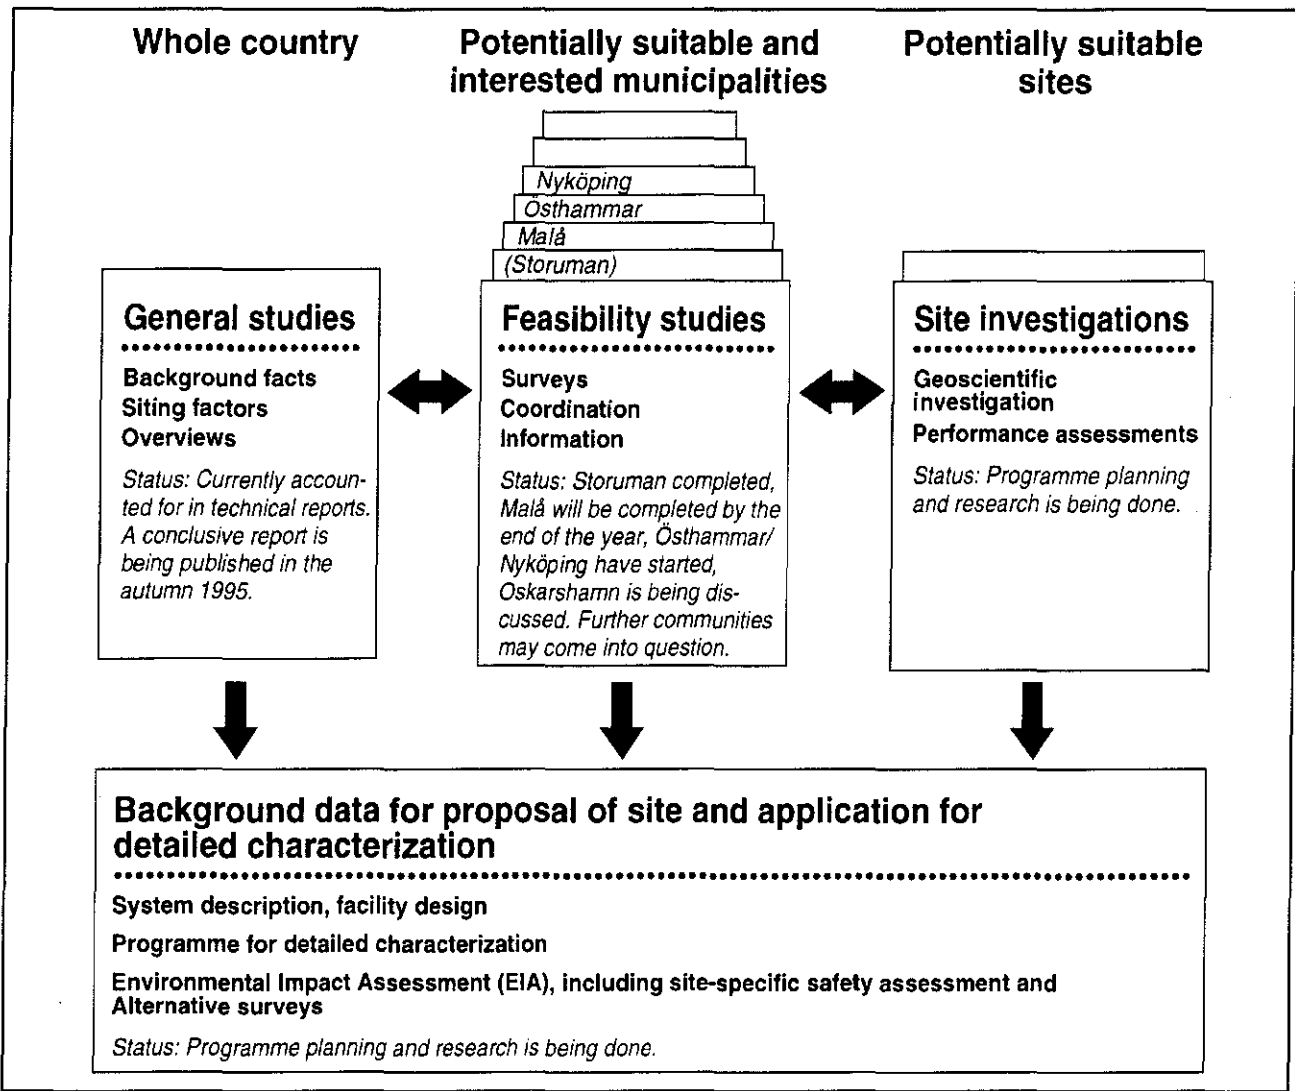 Whole country
Potentially suitable and
interested municipalities
Potentially suitable
sites
Nyköping
Östhammar
Malå
(Storuman)
General studies
Background facts
Siting factors
Overviews
Status: Currently accoun-
ted for in technical reports.
A conclusive report is
being published in the
autumn 1995.
Feasibility studies
Surveys
Coordination
Information
Status: Storuman completed,
Malå will be completed by the
end of the year, Östhammar/
Nyköping have started,
Oskarshamn is being dis-
cussed. Further communities
may come into question.
Site investigations
Geoscientific
investigation
Performance assessments
Status: Programme planning
and research is being done.
Background data for proposal of site and application for
detailed characterization
System description, facility design
Programme for detailed characterization
Environmental Impact Assessment (EIA), including site-specific safety assessment and
Alternative surveys
Status: Programme planning and research is being done.